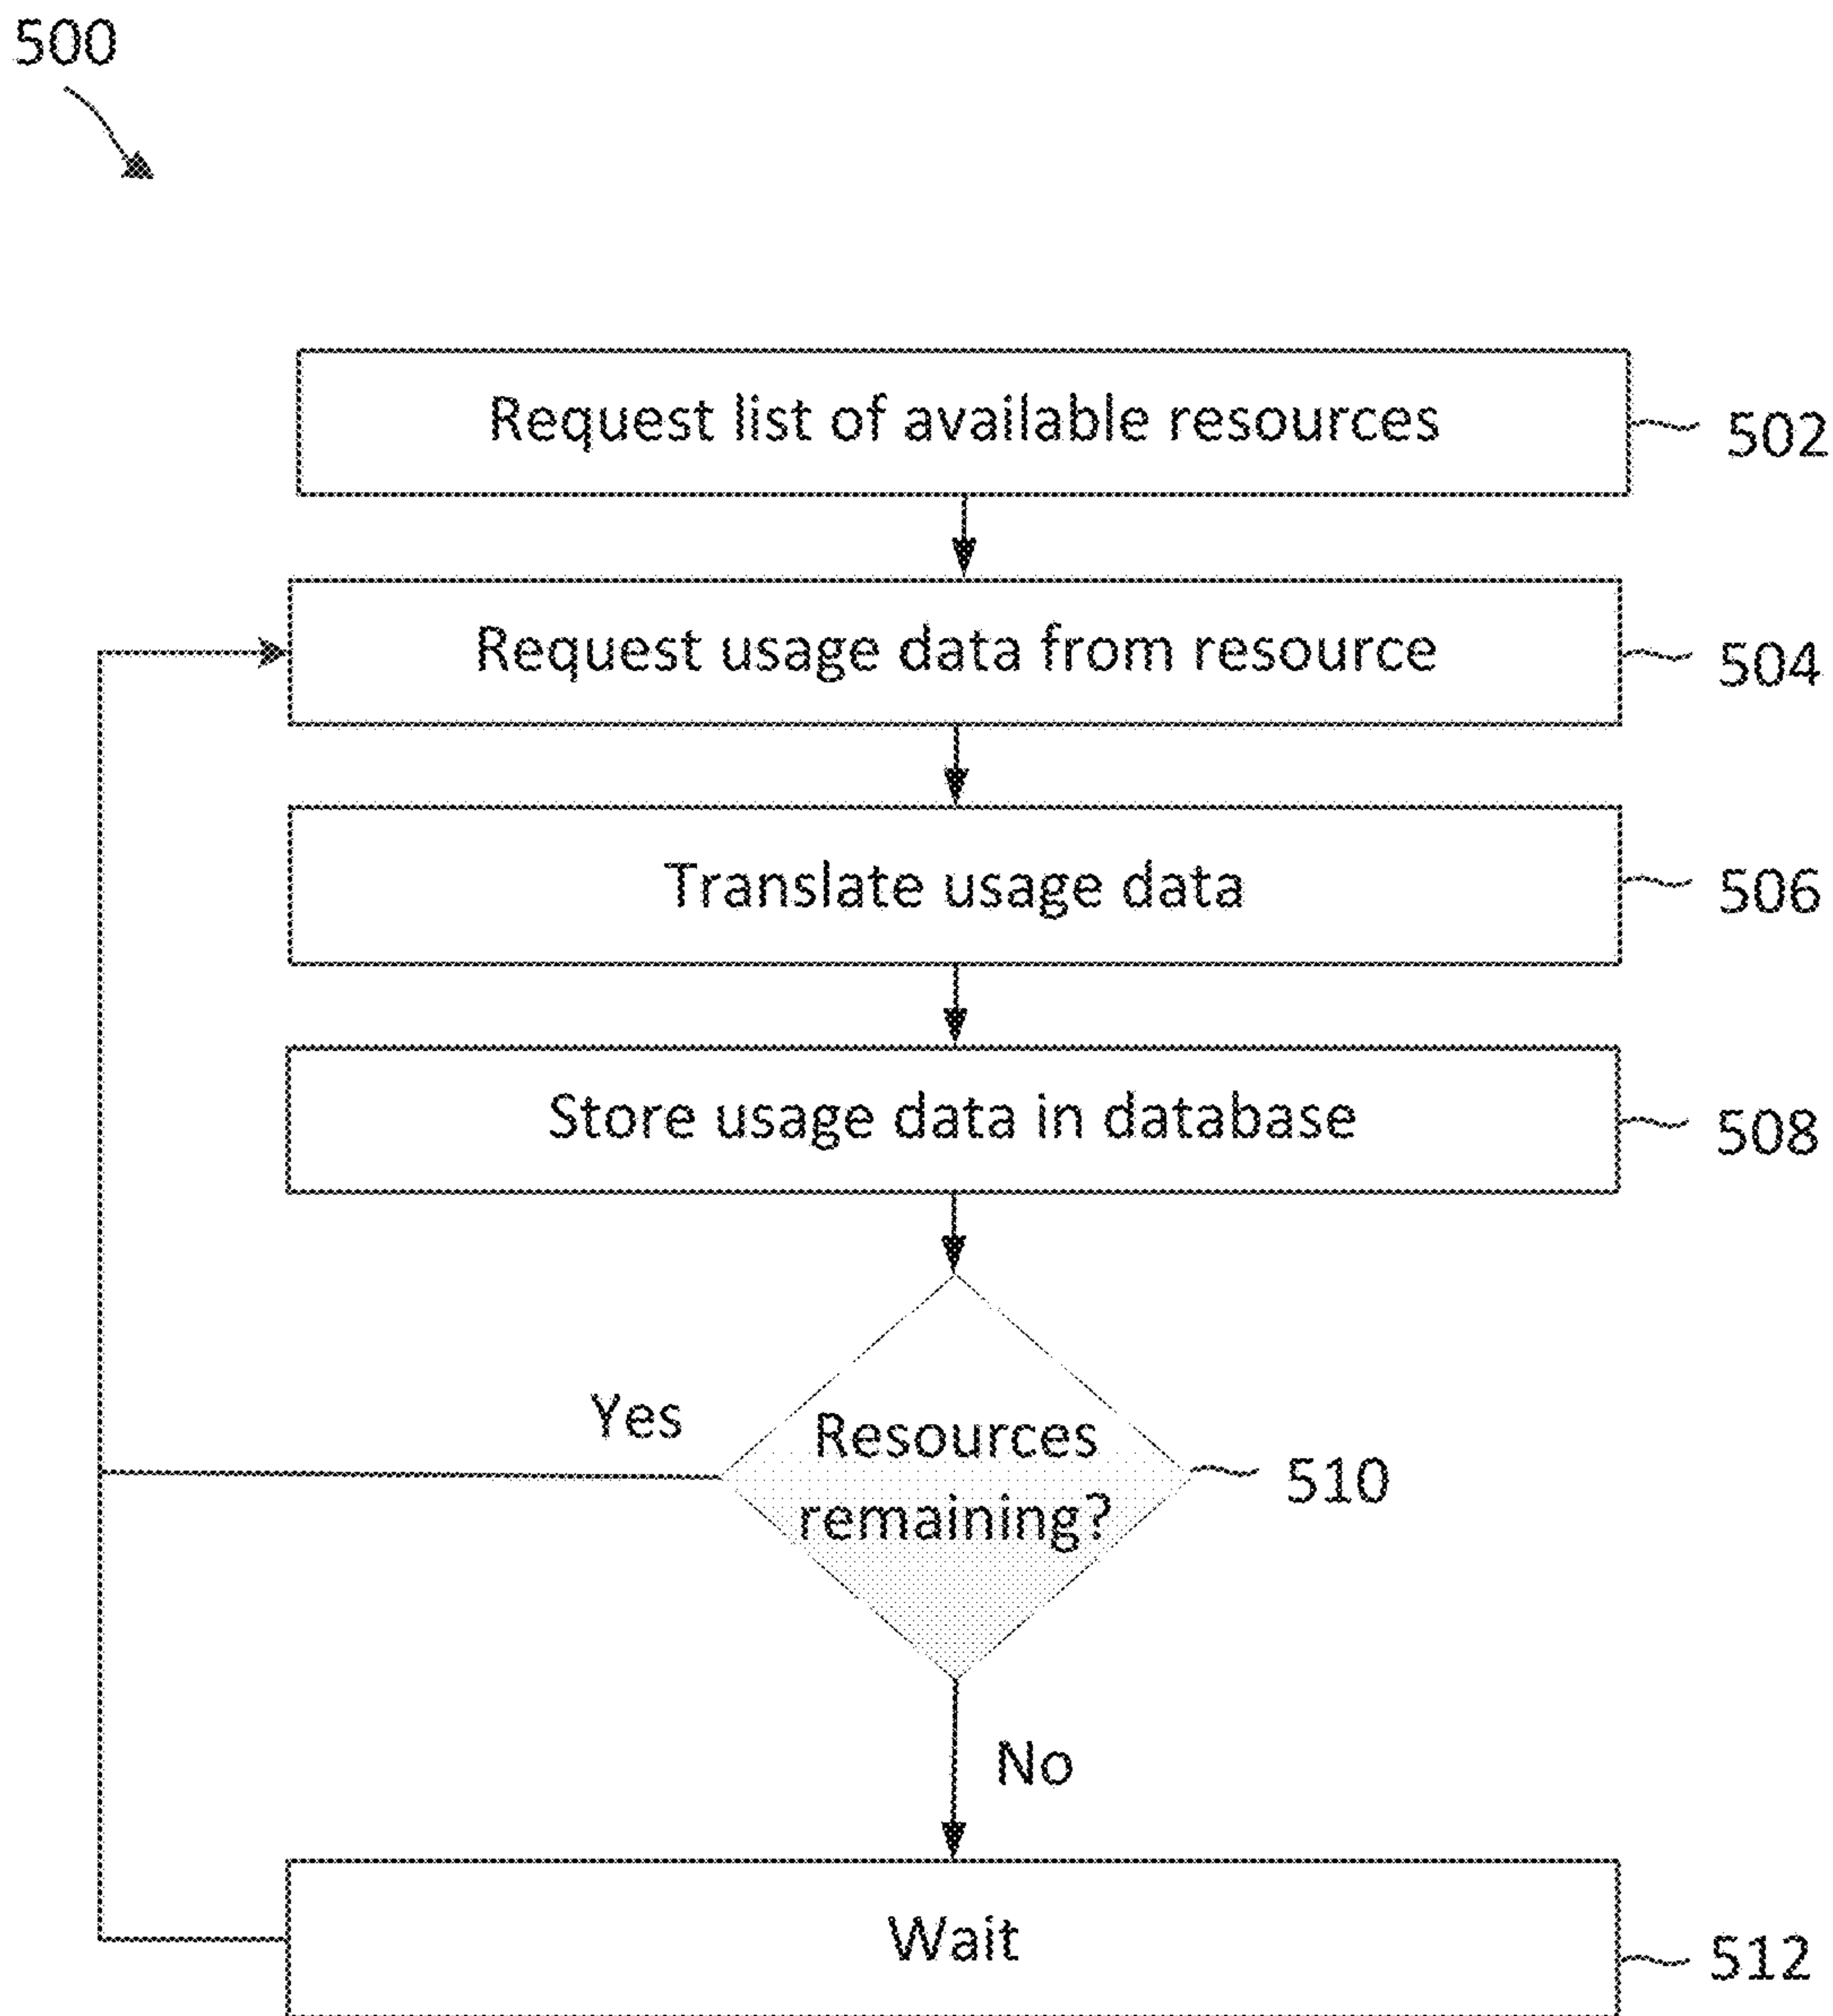 500
Request list of available resources
502
Request usage data from resource
504
Translate usage data
506
Store usage data in database
508
Yes
Resources
remaining?
510
No
Wait
512